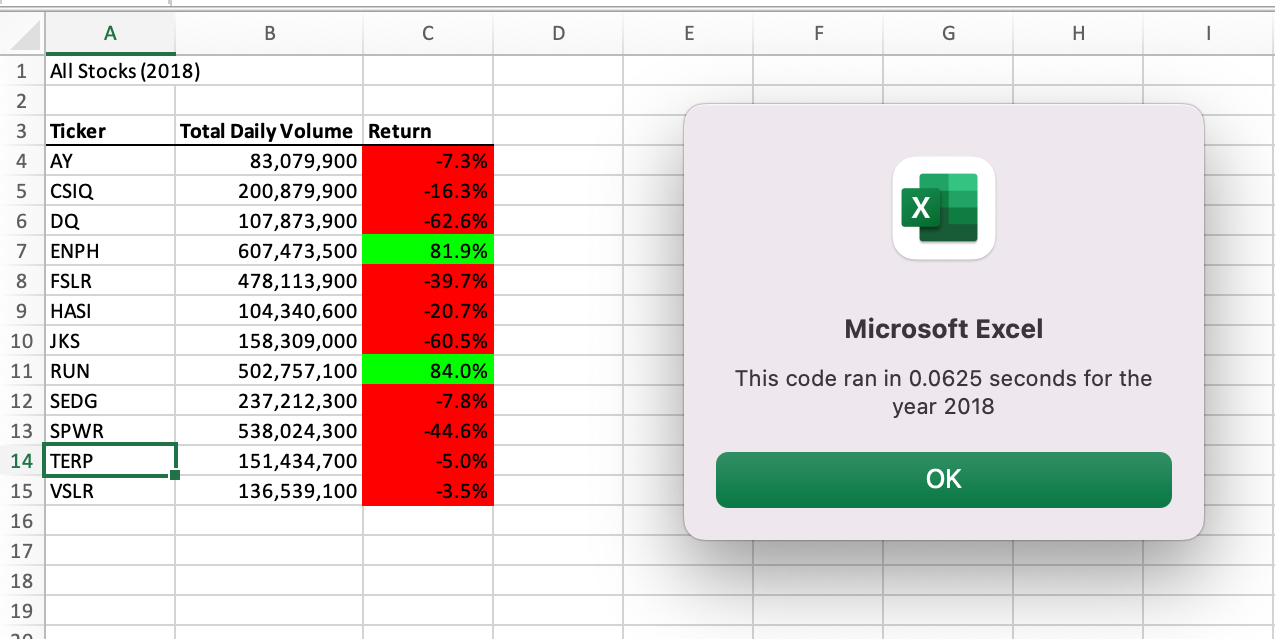 A B C D E F G H I
1 All Stocks (2018)
2
3 Ticker Total Daily Volume Return
4 AY 83,079,900 -7.3%
5 CSIQ 200,879,900 -16.3%
6 DQ 107,873,900 -62.6%
7 ENPH 607,473,500 81.9%
8 FSLR 478,113,900 -39.7%
9 HASI 104,340,600 -20.7%
10 JKS 158,309,000 -60.5%
11 RUN 502,757,100 84.0%
12 SEDG 237,212,300 -7.8%
13 SPWR 538,024,300 -44.6%
14 TERP 151,434,700 -5.0%
15 VSLR 136,539,100 -3.5%
16
17
18
19
20
X
Microsoft Excel
This code ran in 0.0625 seconds for the
year 2018
OK